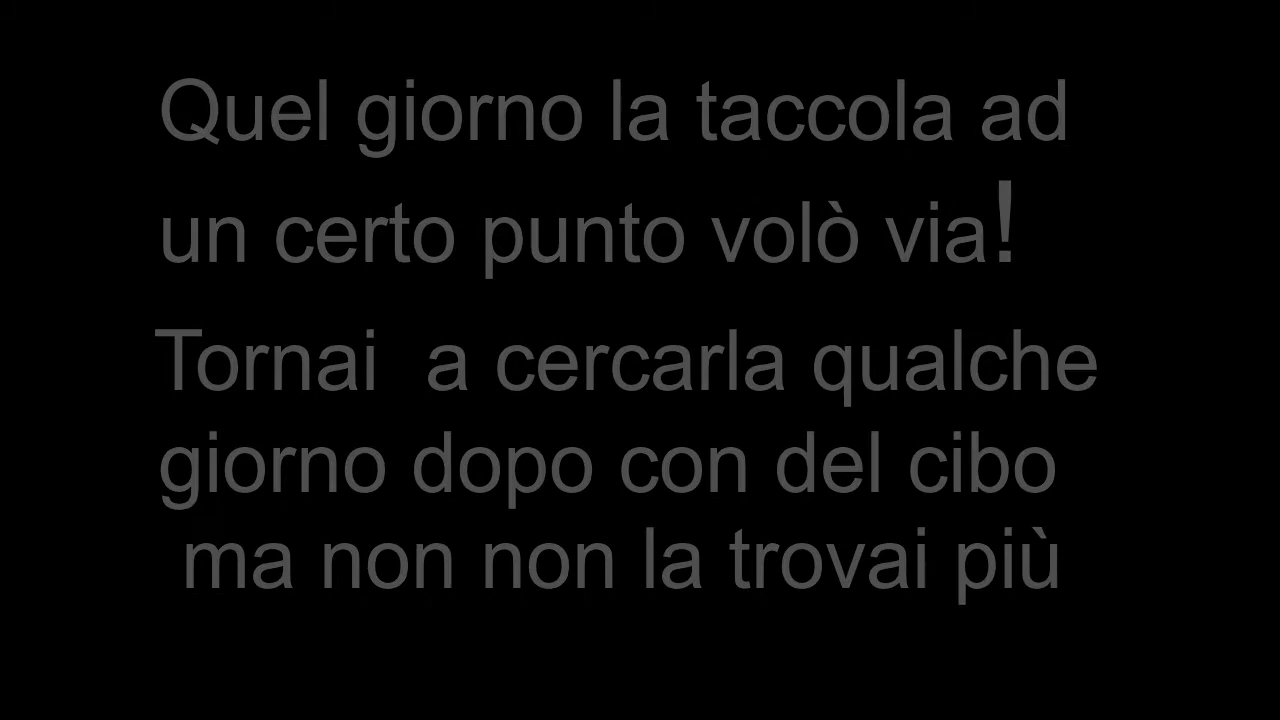 Quel giorno la taccola ad
un certo punto volò via!
Tornai  a cercarla qualche
giorno dopo con del cibo
ma non non la trovai più